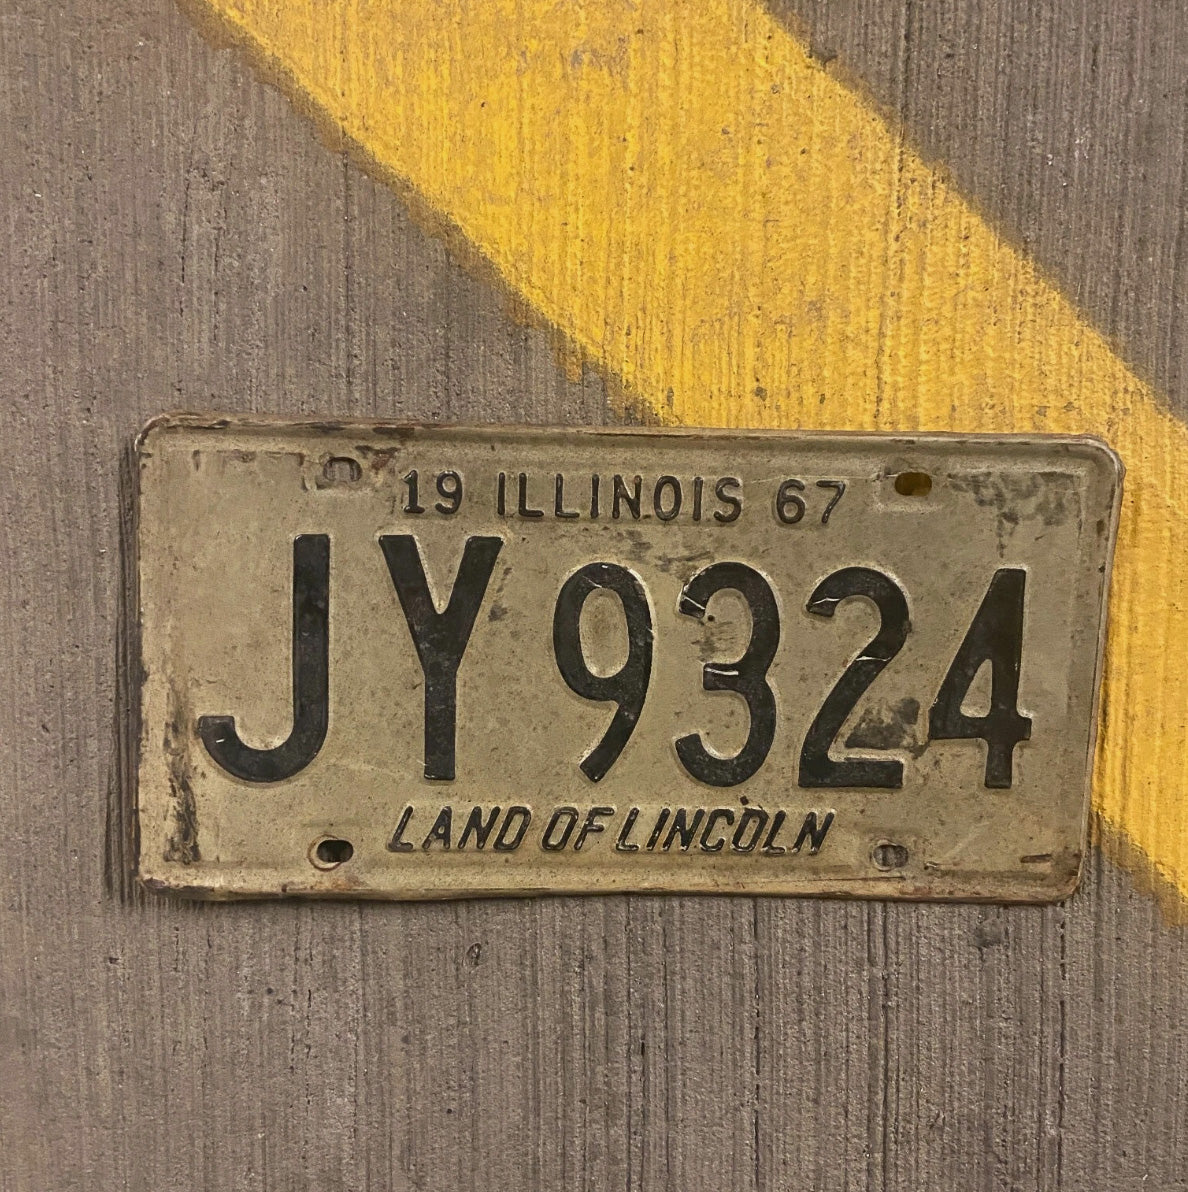 19 ILLINOIS 67
JY 9324
LAND OF LINCOLN